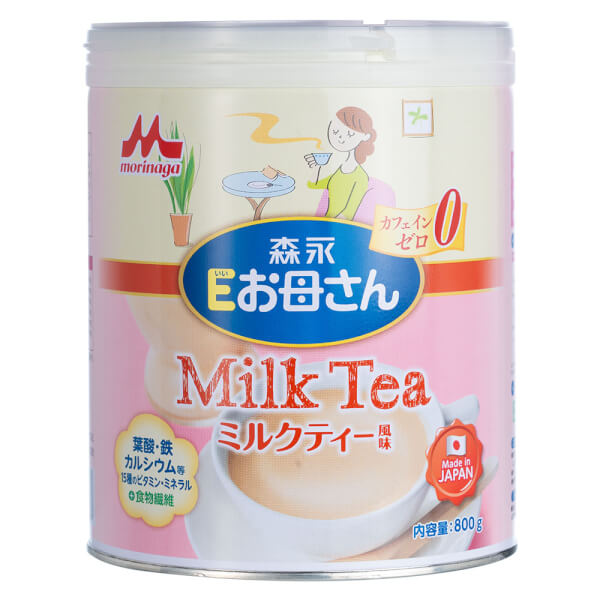 morinaga
カフェイン
ゼロ
0
森永
いい
Eお母さん
Milk Tea
ミルクティー風味
葉酸・鉄
カルシウム等
15種のビタミン・ミネラル
+食物繊維
Made in
JAPAN
内容量:800g